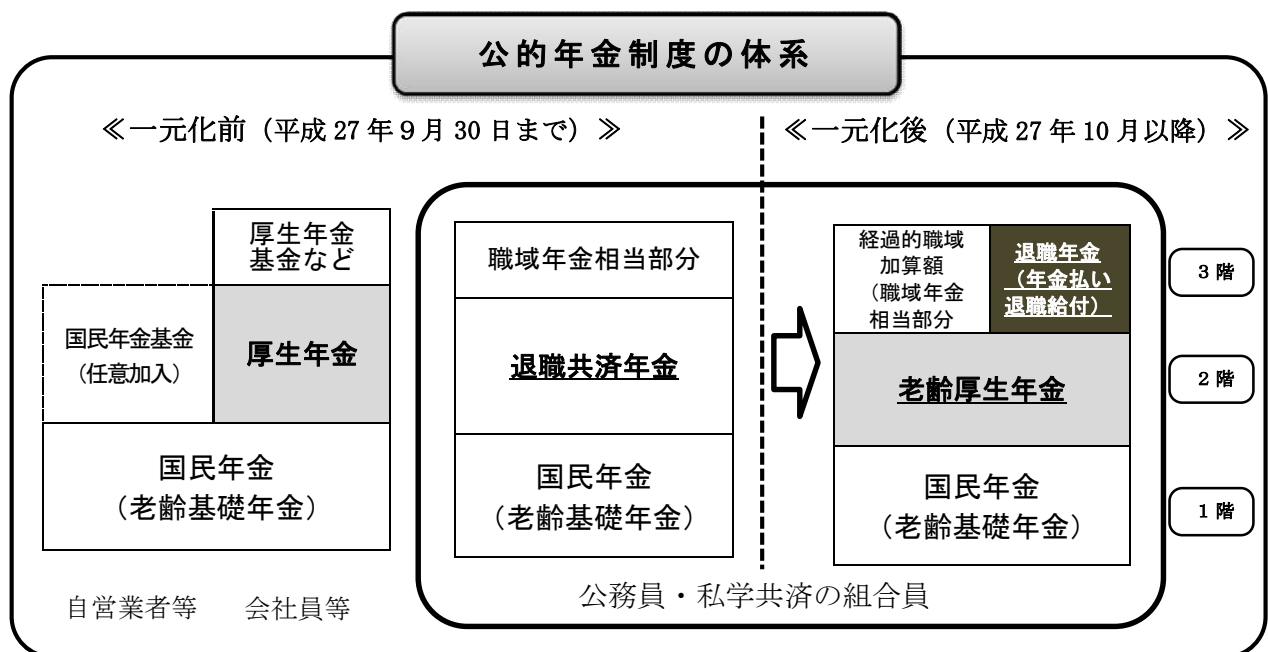 公的年金制度の体系
≪一元化前（平成 27 年 9 月 30 日まで）≫
≪一元化後（平成 27 年 10 月以降）≫
厚生年金
基金など
国民年金基金
（任意加入）
厚生年金
国民年金
（老齢基礎年金）
自営業者等
会社員等
職域年金相当部分
退職共済年金
国民年金
（老齢基礎年金）
経過的職域
加算額
（職域年金
相当部分
退職年金
（年金払い
退職給付）
老齢厚生年金
国民年金
（老齢基礎年金）
公務員・私学共済の組合員
3 階
2 階
1 階